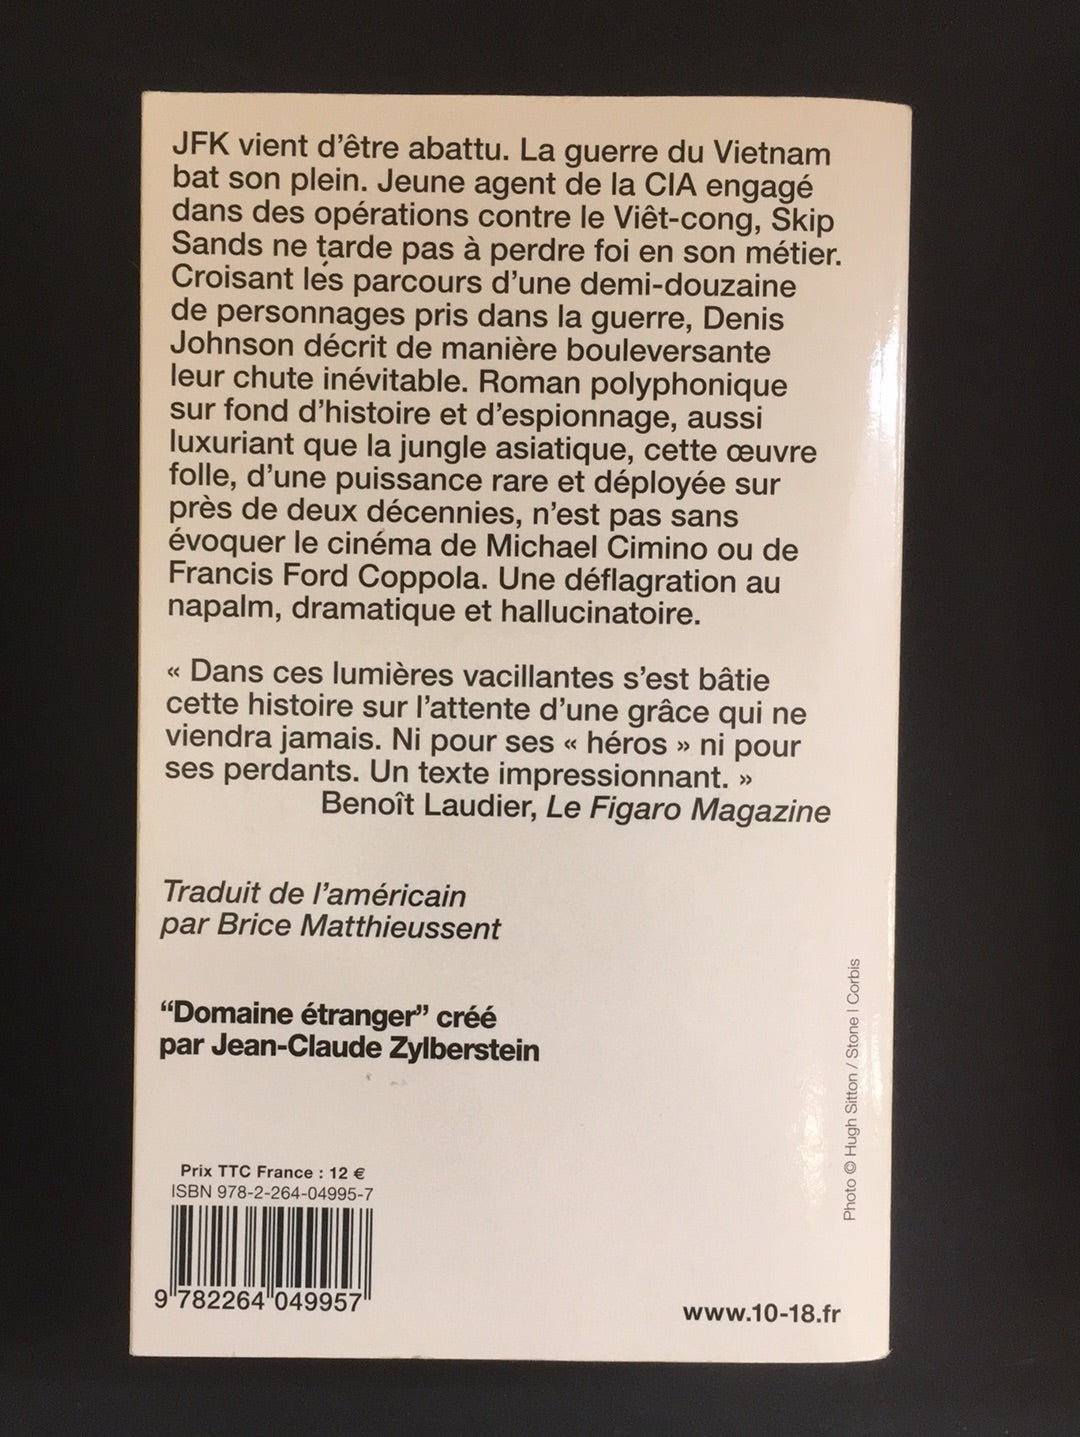 JFK vient d'être abattu. La guerre du Vietnam
bat son plein. Jeune agent de la CIA engagé
dans des opérations contre le Viêt-cong, Skip
Sands ne tarde pas à perdre foi en son métier.
Croisant les parcours d'une demi-douzaine
de personnages pris dans la guerre, Denis
Johnson décrit de manière bouleversante
leur chute inévitable. Roman polyphonique
sur fond d'histoire et d'espionnage, aussi
luxuriant que la jungle asiatique, cette œuvre
folle, d'une puissance rare et déployée sur
près de deux décennies, n'est pas sans
évoquer le cinéma de Michael Cimino ou de
Francis Ford Coppola. Une déflagration au
napalm, dramatique et hallucinatoire.
« Dans ces lumières vacillantes s'est bâtie
cette histoire sur l'attente d'une grâce qui ne
viendra jamais. Ni pour ses « héros » ni pour
ses perdants. Un texte impressionnant. »
Benoît Laudier, Le Figaro Magazine
Traduit de l'américain
par Brice Matthieussent
“Domaine étranger” créé
par Jean-Claude Zylberstein
Prix TTC France : 12 €
ISBN 978-2-264-04995-7
9 782264 049957
www.10-18.fr
Photo © Hugh Sitton / Stone | Corbis